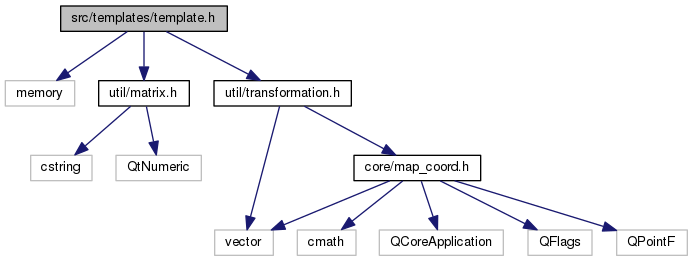 src/templates/template.h
memory
util/matrix.h
util/transformation.h
cstring
QtNumeric
core/map_coord.h
vector
cmath
QCoreApplication
QFlags
QPointF